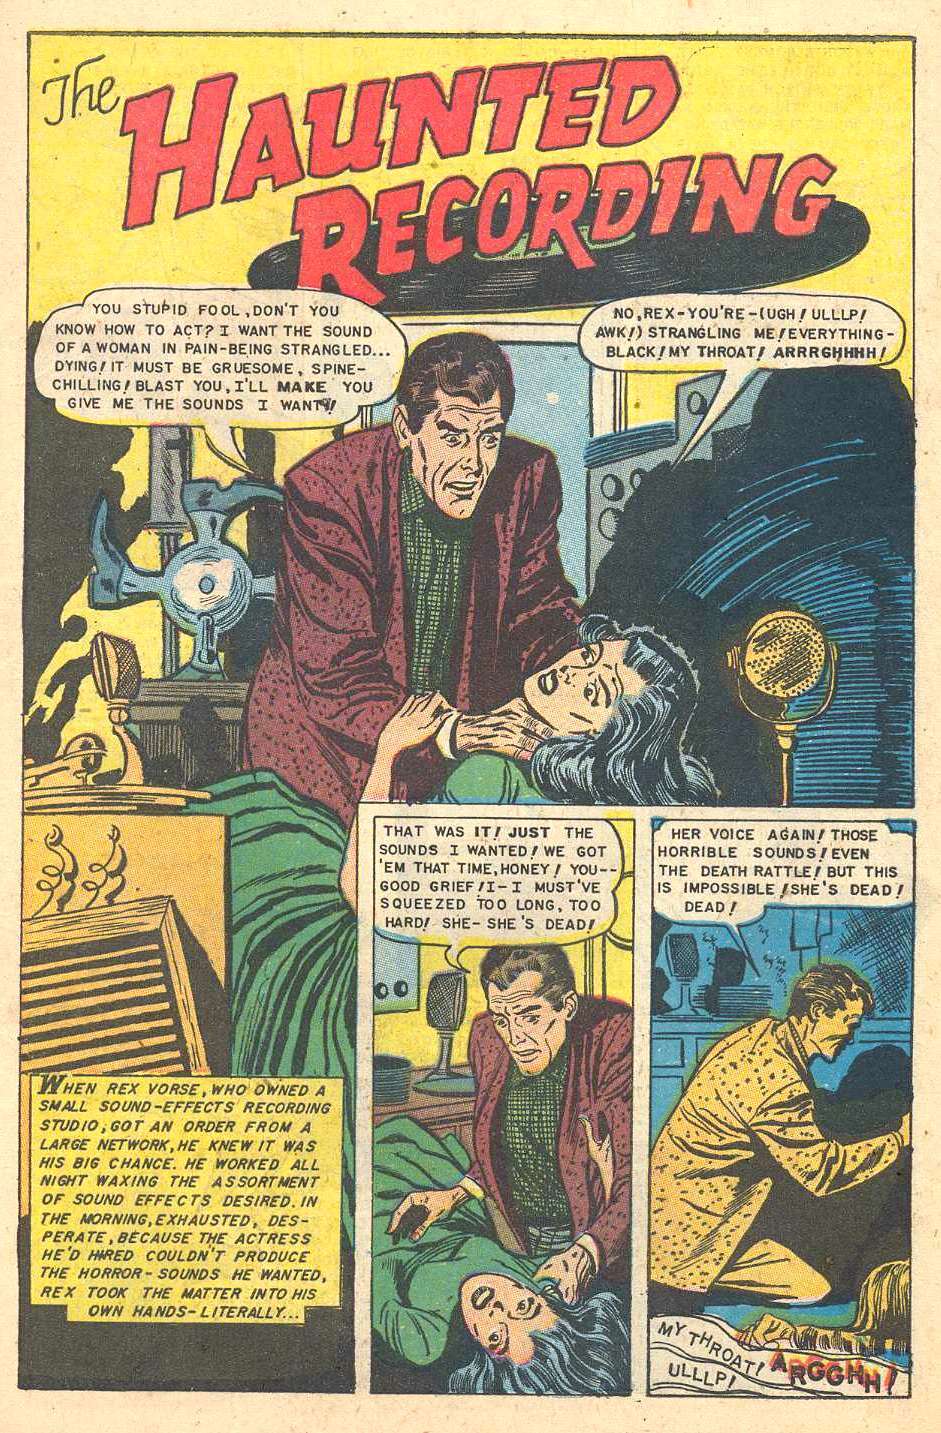 The HAUNTED
RECORDING
YOU STUPID FOOL, DON'T YOU
KNOW HOW TO ACT? I WANT THE SOUND
OF A WOMAN IN PAIN-BEING STRANGLED...
DYING! IT MUST BE GRUESOME, SPINE-
CHILLING! BLAST YOU, I'LL MAKE YOU
GIVE ME THE SOUNDS I WANT!!
NO, REX-YOU'RE-(UGH! ULLLP!
AWK!) STRANGLING ME! EVERYTHING-
BLACK! MY THROAT! ARRRGHHHH!
WHEN REX VORSE, WHO OWNED A
SMALL SOUND-EFFECTS RECORDING
STUDIO, GOT AN ORDER FROM A
LARGE NETWORK, HE KNEW IT WAS
HIS BIG CHANCE. HE WORKED ALL
NIGHT WAXING THE ASSORTMENT
OF SOUND EFFECTS DESIRED. IN
THE MORNING, EXHAUSTED, DES-
PERATE, BECAUSE THE ACTRESS
HE'D HIRED COULDN'T PRODUCE
THE HORROR-SOUNDS HE WANTED,
REX TOOK THE MATTER INTO HIS
OWN HANDS-LITERALLY...
THAT WAS IT! JUST THE
SOUNDS I WANTED! WE GOT
'EM THAT TIME, HONEY! YOU--
GOOD GRIEF! I-I MUST'VE
SQUEEZED TOO LONG, TOO
HARD! SHE-SHE'S DEAD!
HER VOICE AGAIN! THOSE
HORRIBLE SOUNDS! EVEN
THE DEATH RATTLE! BUT THIS
IS IMPOSSIBLE! SHE'S DEAD!
DEAD!
MY THROAT!
ULLLP!
ARGGHH!